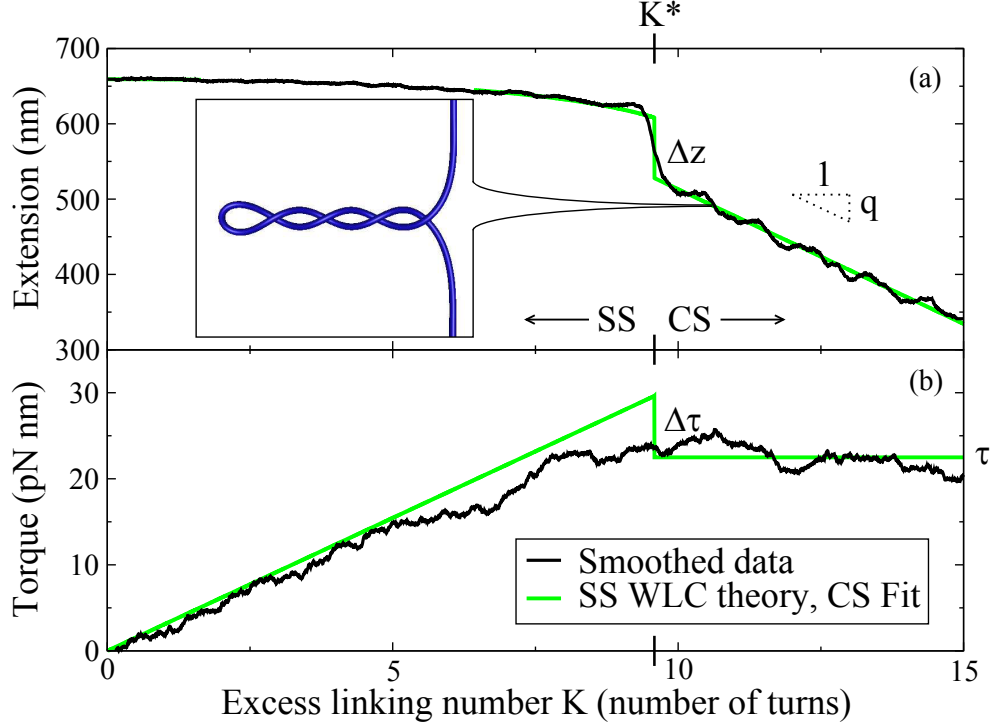 K*
700
600
500
400
300
Extension (nm)
(a)
Δz
1
q
SS
CS
30
20
10
0
Torque (pN nm)
(b)
Δτ
τ
Smoothed data
SS WLC theory, CS Fit
0
5
10
15
Excess linking number K (number of turns)